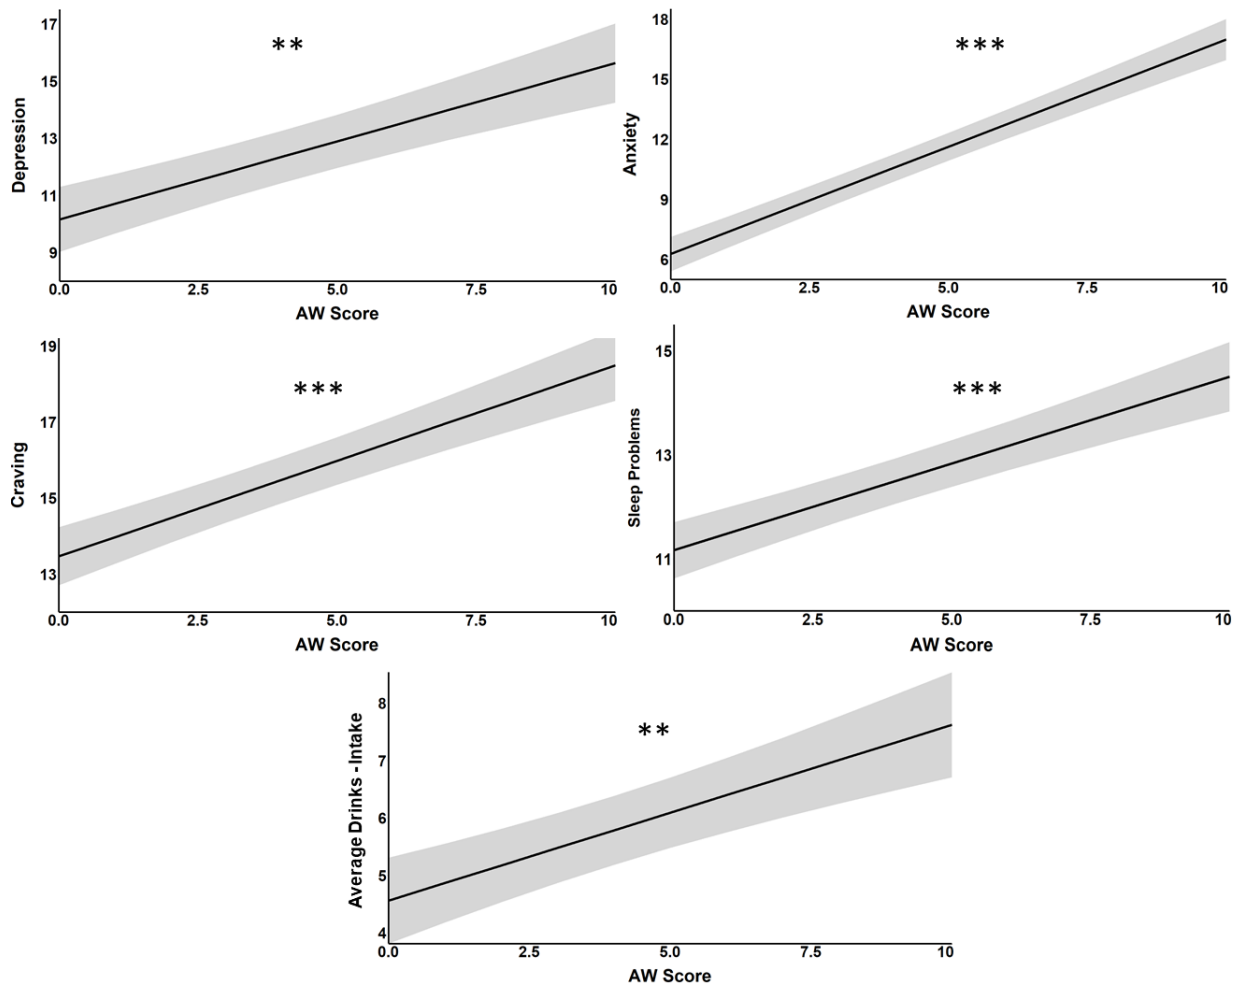 17
**
15
Depression
13
11
9
0.0 2.5 5.0 7.5 10
AW Score
18
***
15
Anxiety
12
9
6
0.0 2.5 5.0 7.5 10
AW Score
19
***
17
Craving
15
13
0.0 2.5 5.0 7.5 10
AW Score
15
***
13
Sleep Problems
11
0.0 2.5 5.0 7.5 10
AW Score
8
**
7
Average Drinks - Intake
6
5
4
0.0 2.5 5.0 7.5 10
AW Score